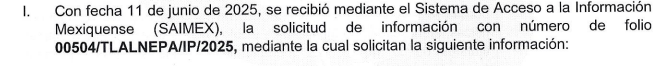 I. Con fecha 11 de junio de 2025, se recibió mediante el Sistema de Acceso a la Información
Mexiquense (SAIMEX), la solicitud de información con número de folio
00504/TLALNEPA/IP/2025, mediante la cual solicitan la siguiente información: